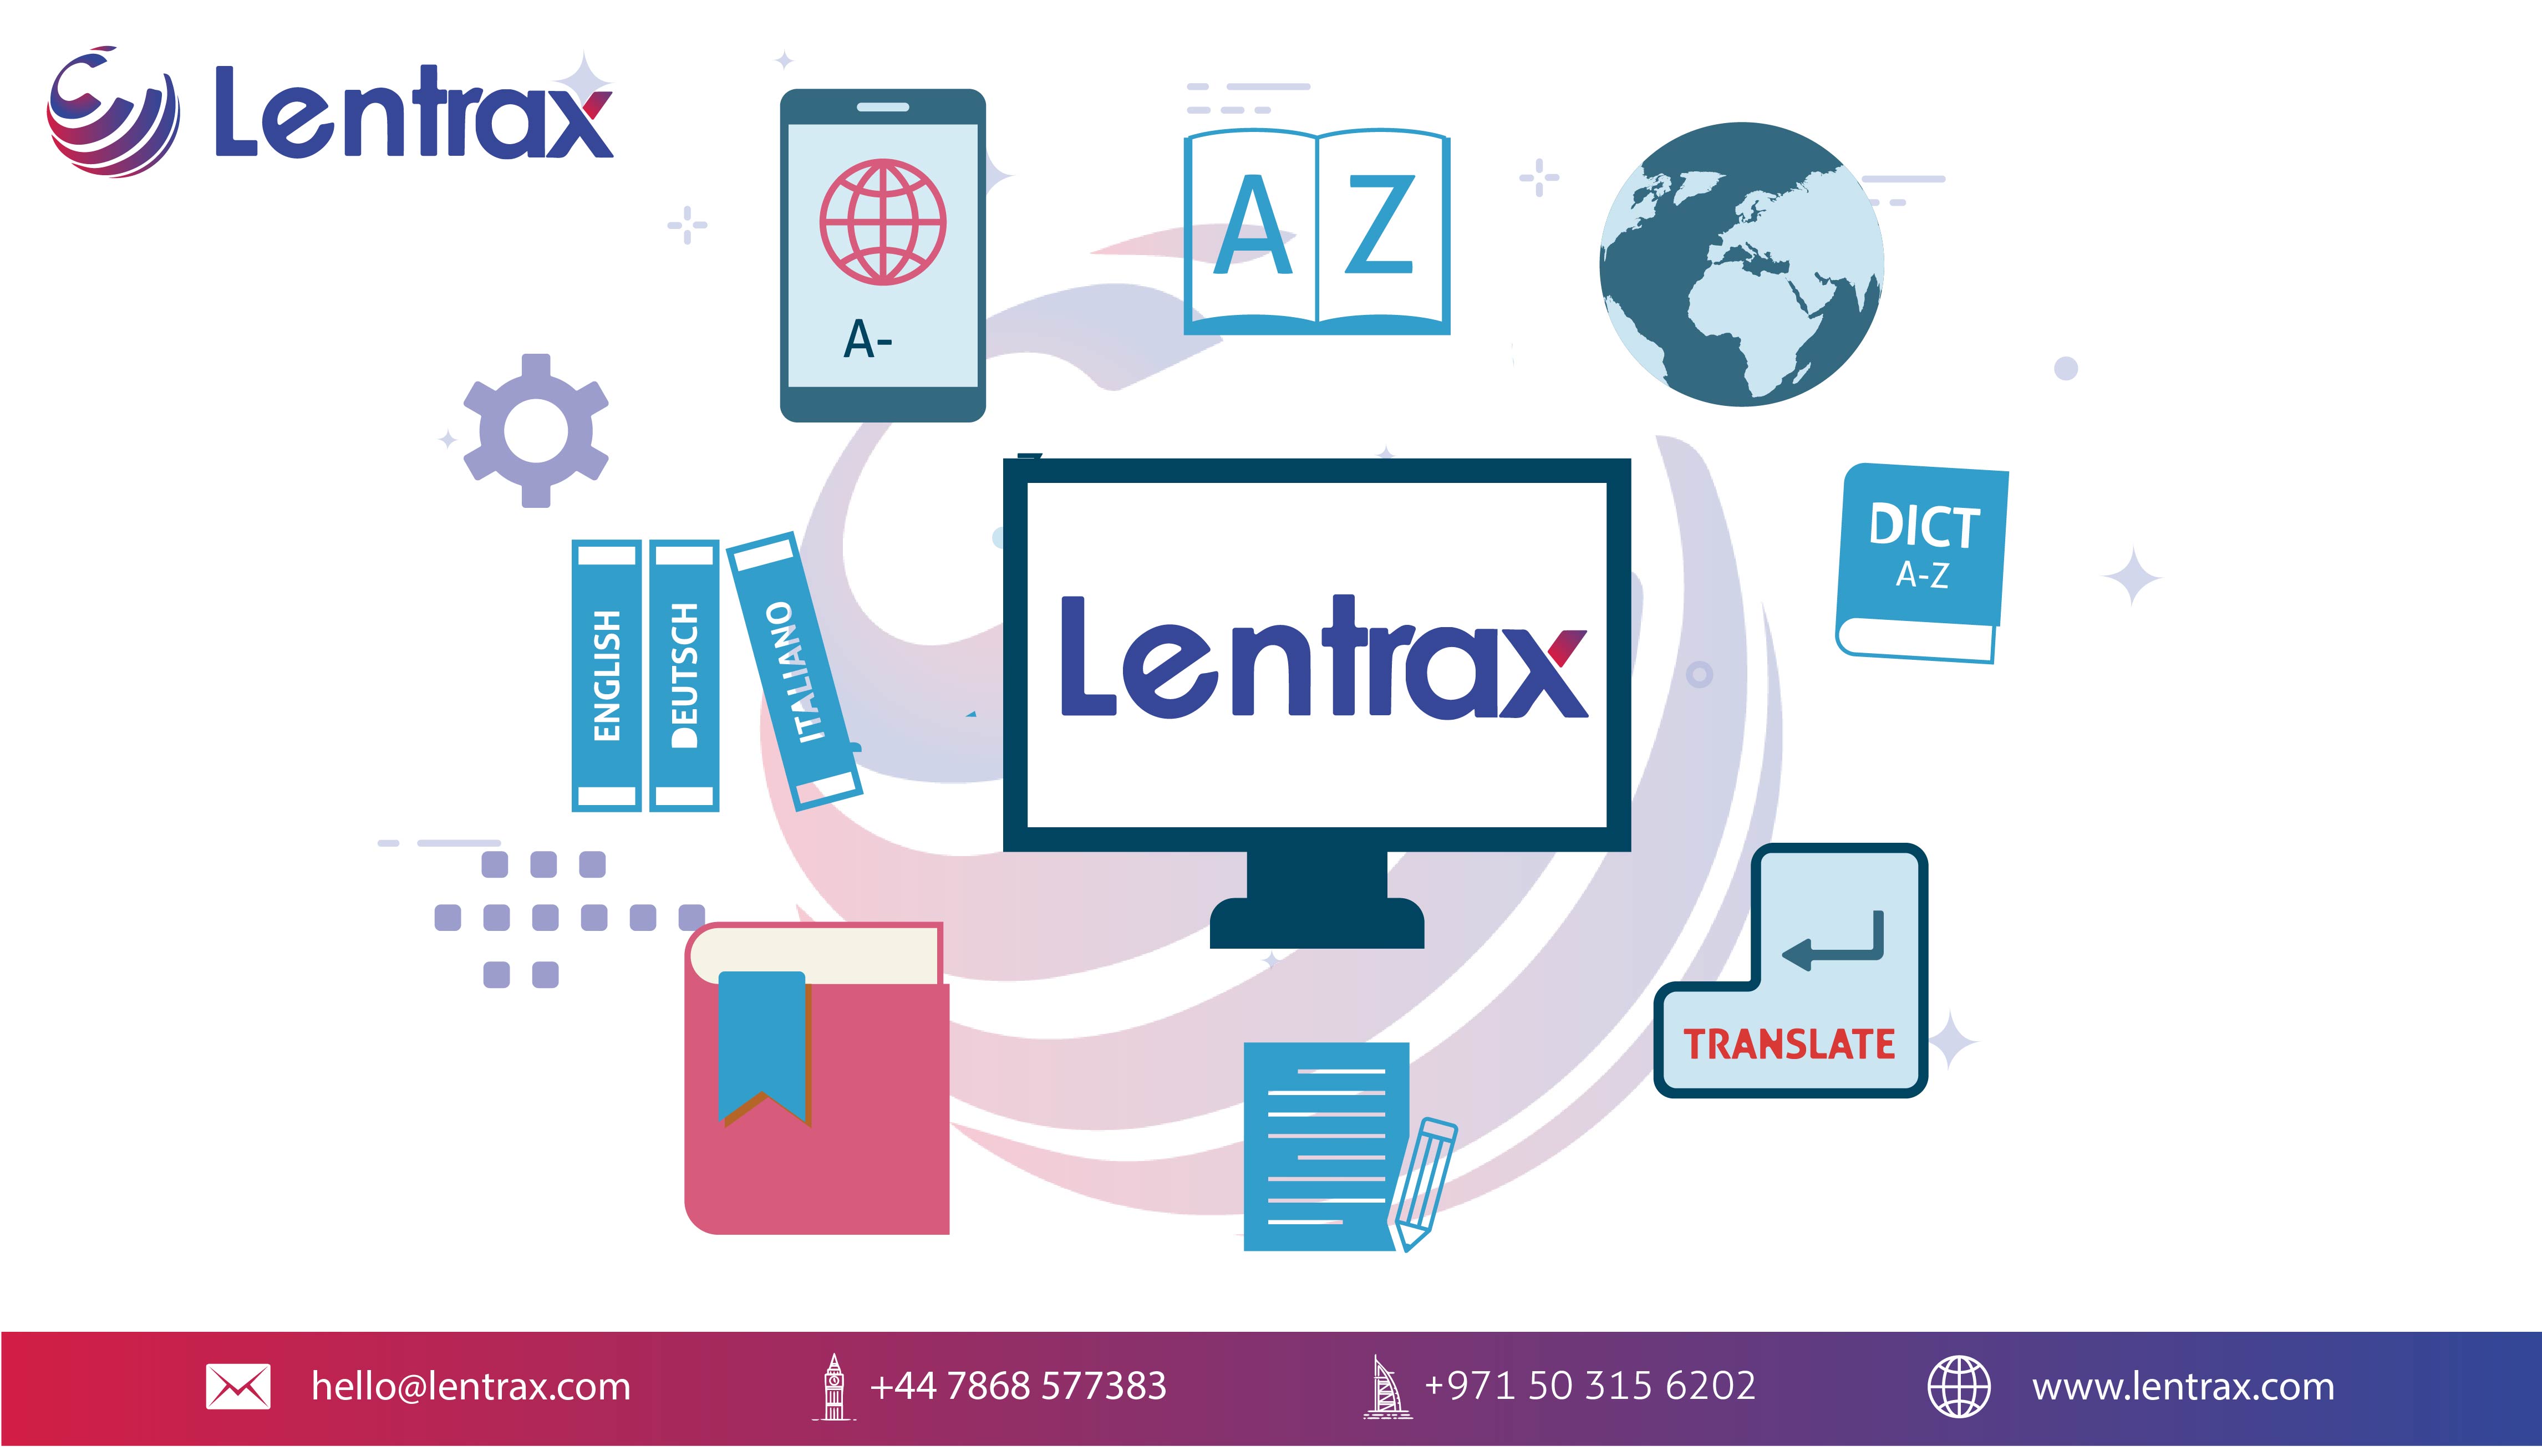 Lentrax
A-
A Z
DICT
A-Z
Lentrax
ENGLISH
DEUTSCH
ITALIANO
TRANSLATE
hello@lentrax.com
+44 7868 577383
+971 50 315 6202
www.lentrax.com